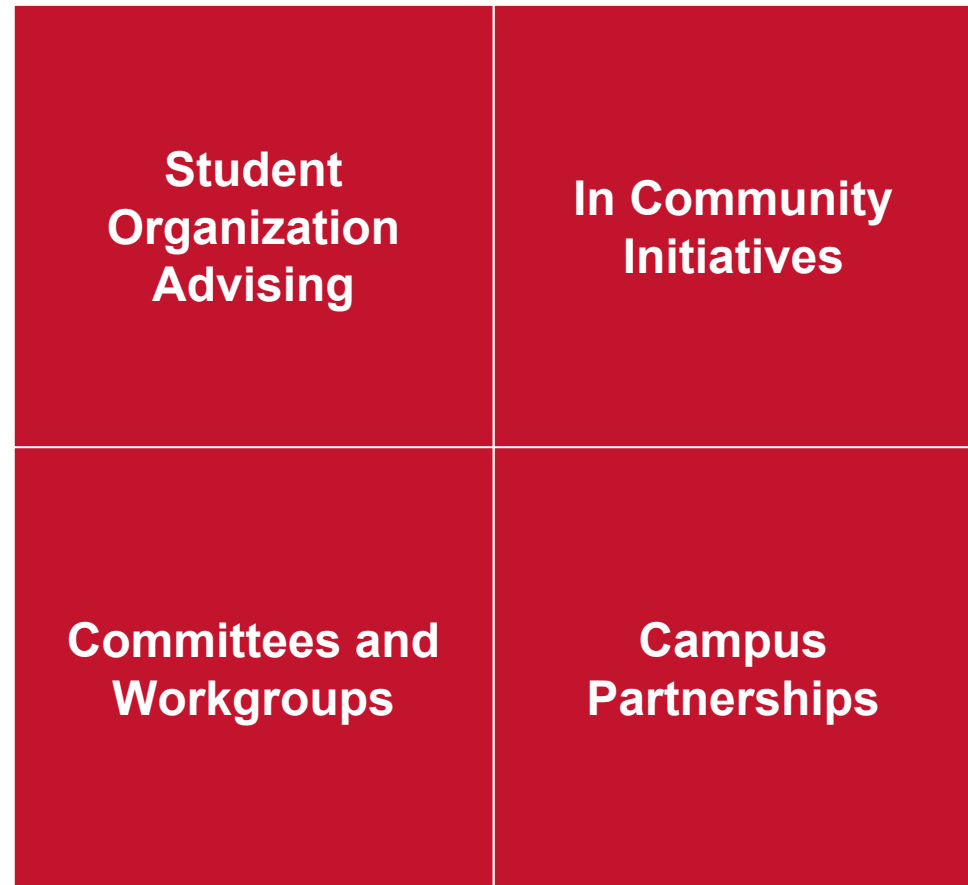 Student
Organization
Advising
In Community
Initiatives
Committees and
Workgroups
Campus
Partnerships